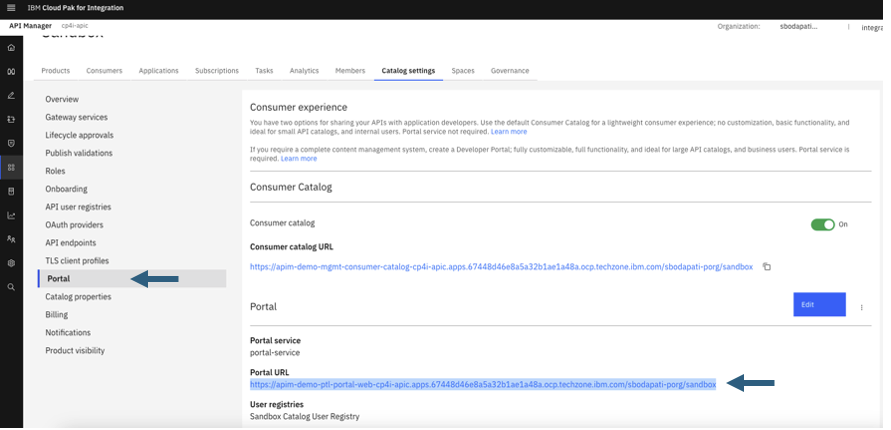 IBM Cloud Pak for Integration
API Manager cp4i-apic Organization: sbodapati... integra
Sandbox
Products Consumers Applications Subscriptions Tasks Analytics Members Catalog settings Spaces Governance
Overview
Gateway services
Lifecycle approvals
Publish validations
Roles
Onboarding
API user registries
OAuth providers
API endpoints
TLS client profiles
Portal
Catalog properties
Billing
Notifications
Product visibility
Consumer experience
You have two options for sharing your APIs with application developers. Use the default Consumer Catalog for a lightweight consumer experience; no customization, basic functionality, and
ideal for small API catalogs, and internal users. Portal service not required. Learn more
If you require a complete content management system, create a Developer Portal; fully customizable, full functionality, and ideal for large API catalogs, and business users. Portal service is
required. Learn more
Consumer Catalog
Consumer catalog On
Consumer catalog URL
https://apim-demo-mgmt-consumer-catalog-cp4i-apic.apps.67448d46e8a5a32b1ae1a48a.ocp.techzone.ibm.com/sbodapati-porg/sandbox
Portal Edit
Portal service
portal-service
Portal URL
https://apim-demo-ptl-portal-web-cp4i-apic.apps.67448d46e8a5a32b1ae1a48a.ocp.techzone.ibm.com/sbodapati-porg/sandbox
User registries
Sandbox Catalog User Registry